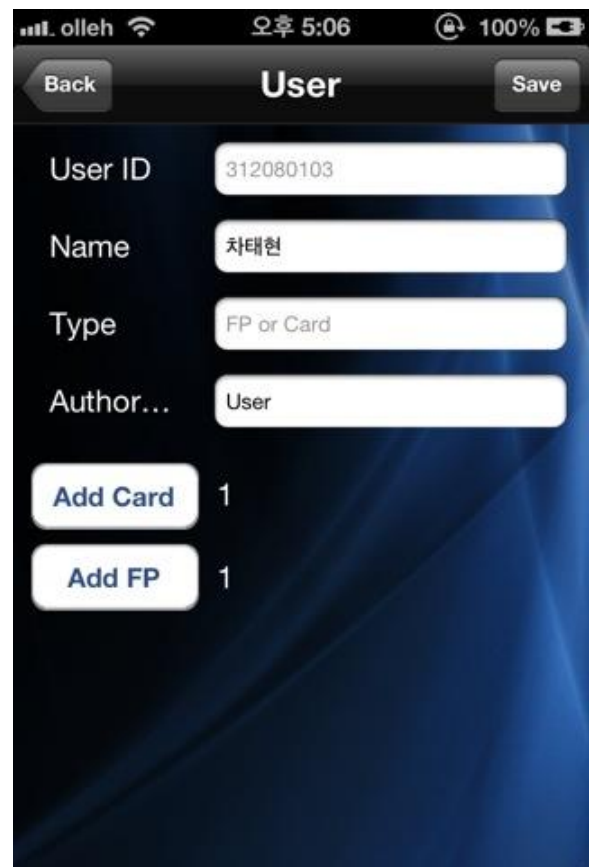 olleh 오후 5:06 100%
Back User Save
User ID 312080103
Name 차태현
Type FP or Card
Author... User
Add Card 1
Add FP 1